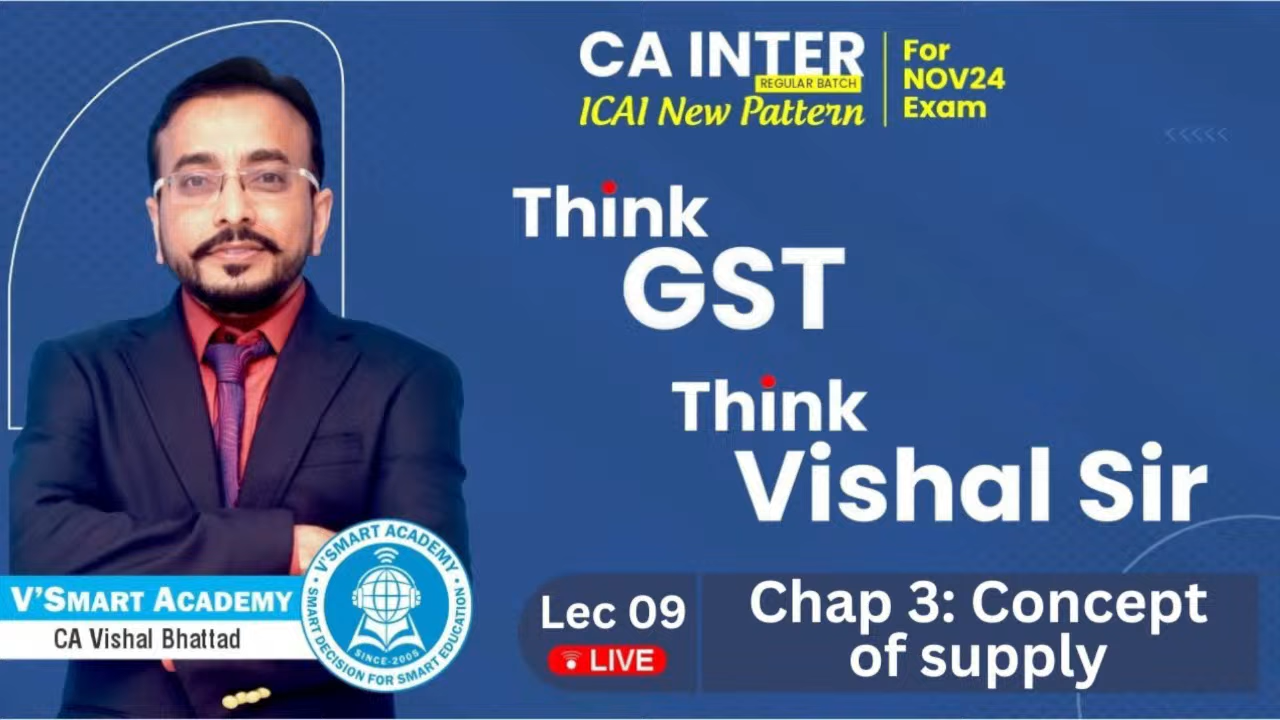 CA INTER
REGULAR BATCH
ICAI New Pattern
For
NOV24
Exam
<<<<<
Think
GST
Think
Vishal Sir
V'SMART ACADEMY
CA Vishal Bhattad
• V'SMART ACADEMY •
SMART DECISION FOR SMART EDUCATION
SINCE-2005
Lec 09
LIVE
Chap 3: Concept
of supply